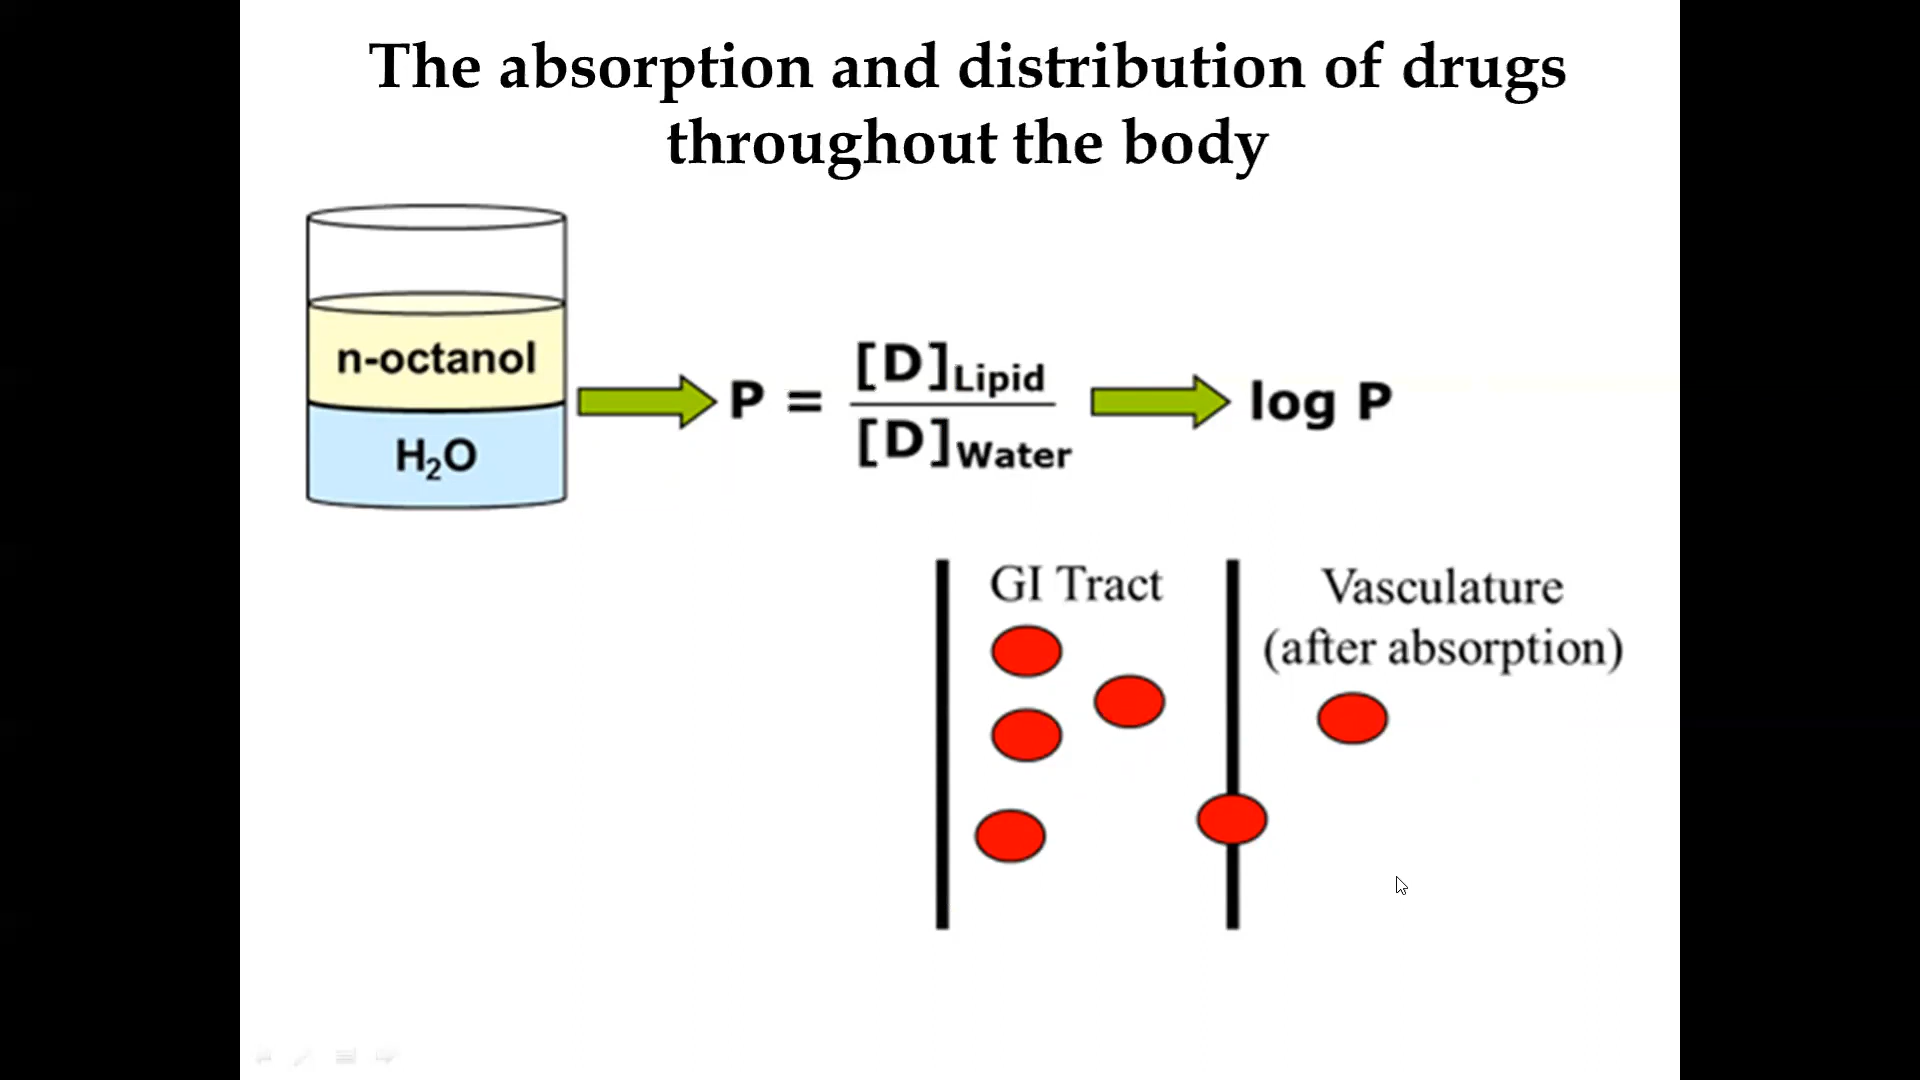 The absorption and distribution of drugs
throughout the body
n-octanol
H₂O
P = [D]Lipid / [D]Water
log P
GI Tract
Vasculature
(after absorption)